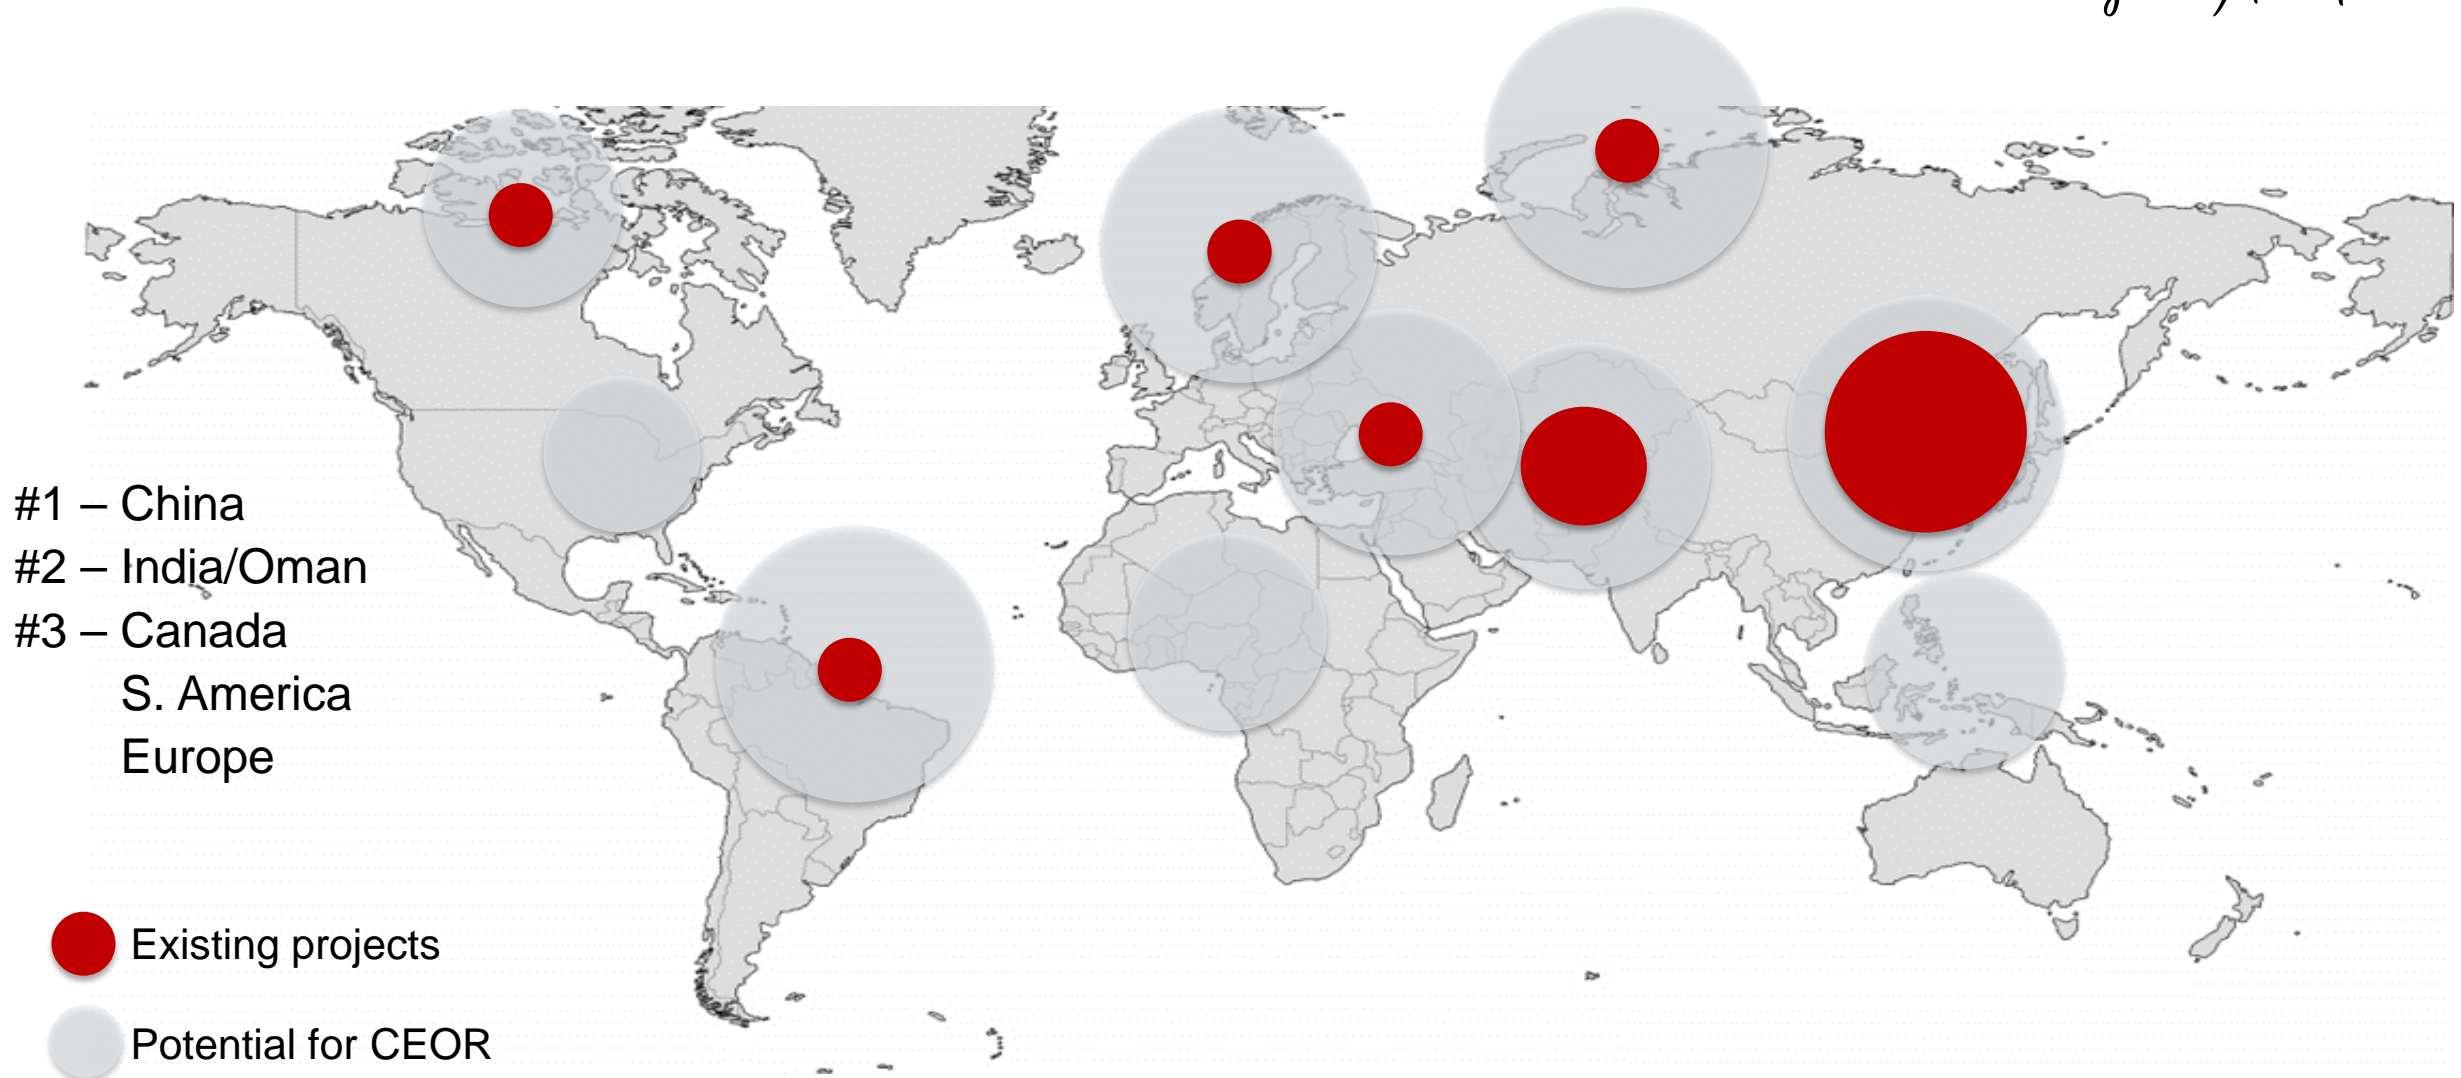 #1 – China
#2 – India/Oman
#3 – Canada
S. America
Europe
Existing projects
Potential for CEOR